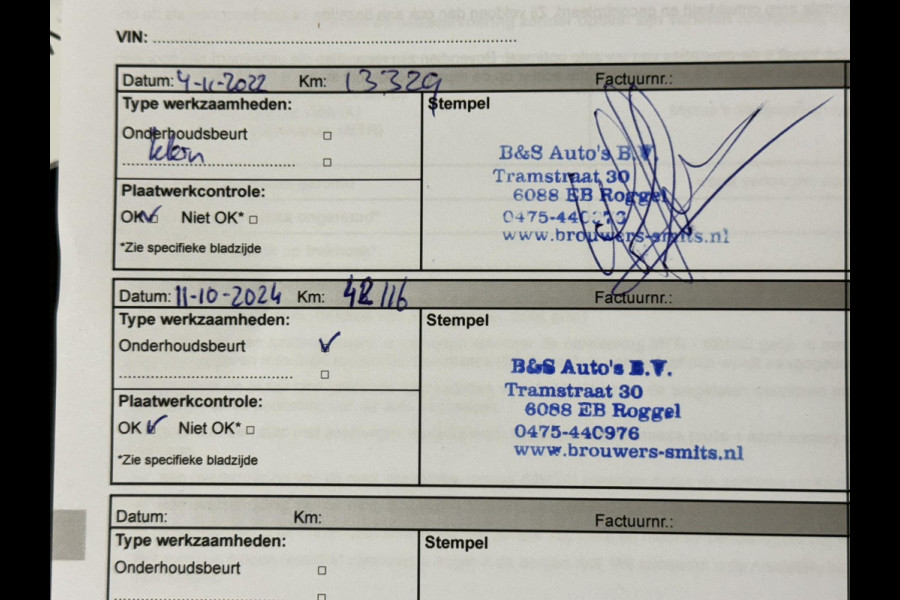 VIN:
Datum: 4-11-2022 Km: 13329 Factuurnr.:
Type werkzaamheden: Stempel
Onderhoudsbeurt
klein
B&S Auto's B.V.
Tramstraat 30
6088 EB Roggel
www.brouwers-smits.nl
Plaatwerkcontrole:
OK Niet OK*
*Zie specifieke bladzijde
Datum: 11-10-2024 Km: 42116 Factuurnr.:
Type werkzaamheden: Stempel
Onderhoudsbeurt
B&S Auto's B.V.
Tramstraat 30
6088 EB Roggel
0475-440976
www.brouwers-smits.nl
Plaatwerkcontrole:
OK Niet OK*
*Zie specifieke bladzijde
Datum: Km: Factuurnr.:
Type werkzaamheden: Stempel
Onderhoudsbeurt